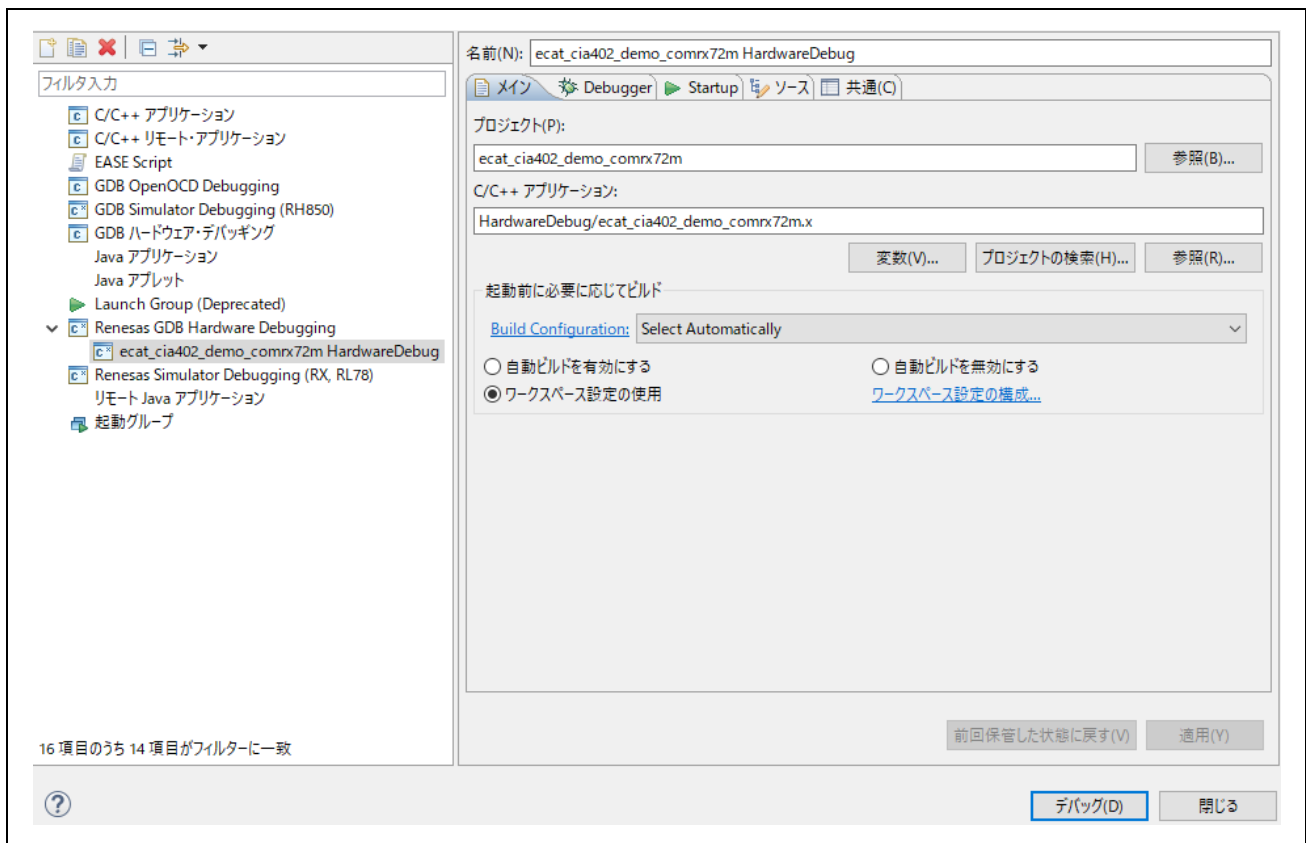 フィルタ入力
C/C++ アプリケーション
C/C++ リモート・アプリケーション
EASE Script
GDB OpenOCD Debugging
GDB Simulator Debugging (RH850)
GDB ハードウェア・デバッギング
Java アプリケーション
Java アプレット
Launch Group (Deprecated)
Renesas GDB Hardware Debugging
ecat_cia402_demo_comrx72m HardwareDebug
Renesas Simulator Debugging (RX, RL78)
リモート Java アプリケーション
起動グループ
16 項目のうち 14 項目がフィルターに一致
名前(N): ecat_cia402_demo_comrx72m HardwareDebug
メイン Debugger Startup ソース 共通(C)
プロジェクト(P):
ecat_cia402_demo_comrx72m 参照(B)...
C/C++ アプリケーション:
HardwareDebug/ecat_cia402_demo_comrx72m.x
変数(V)... プロジェクトの検索(H)... 参照(R)...
起動前に必要に応じてビルド
Build Configuration: Select Automatically
自動ビルドを有効にする 自動ビルドを無効にする
ワークスペース設定の使用 ワークスペース設定の構成...
前回保管した状態に戻す(V) 適用(Y)
デバッグ(D) 閉じる